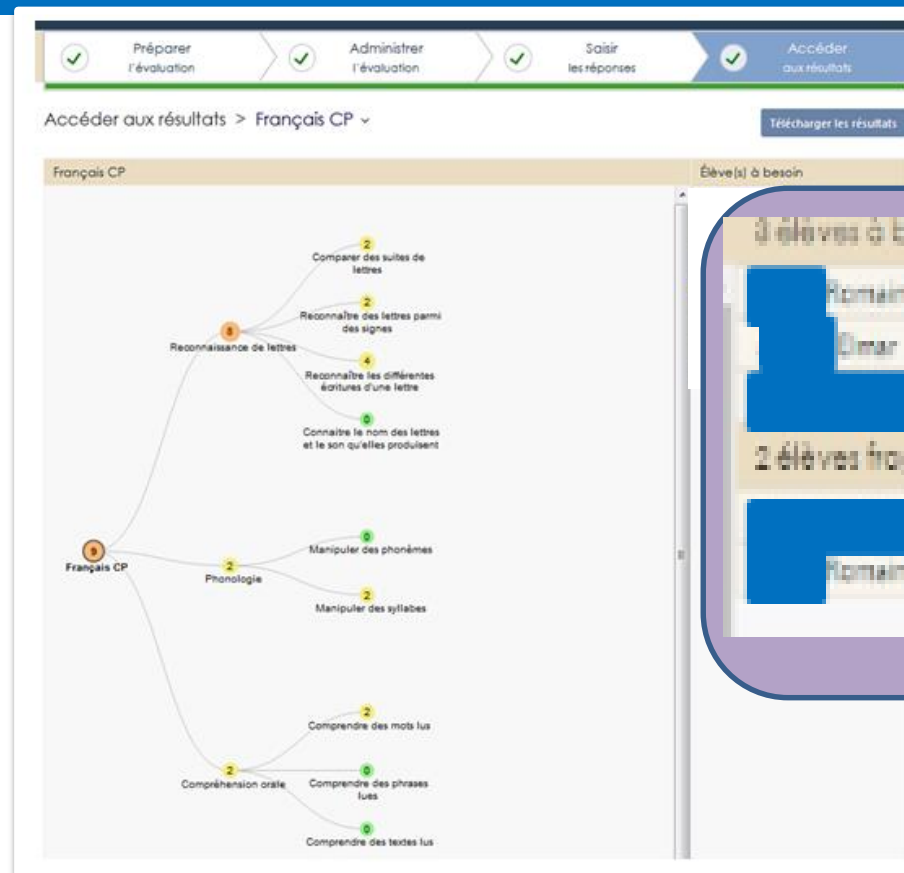 Préparer
l'évaluation
Administrer
l'évaluation
Saisir
les réponses
Accéder
aux résultats
Accéder aux résultats > Français CP
Télécharger les résultats
Français CP
Élève(s) à besoin
3 élèves à b
Romain
Omar
2 élèves frag
Romain
2
Comparer des suites de
lettres
2
Reconnaître des lettres parmi
des signes
8
Reconnaissance de lettres
4
Reconnaître les différentes
écritures d'une lettre
0
Connaitre le nom des lettres
et le son qu'elles produisent
9
Français CP
0
Manipuler des phonèmes
2
Phonologie
2
Manipuler des syllabes
2
Comprendre des mots lus
2
Compréhension orale
0
Comprendre des phrases
lues
0
Comprendre des textes lus